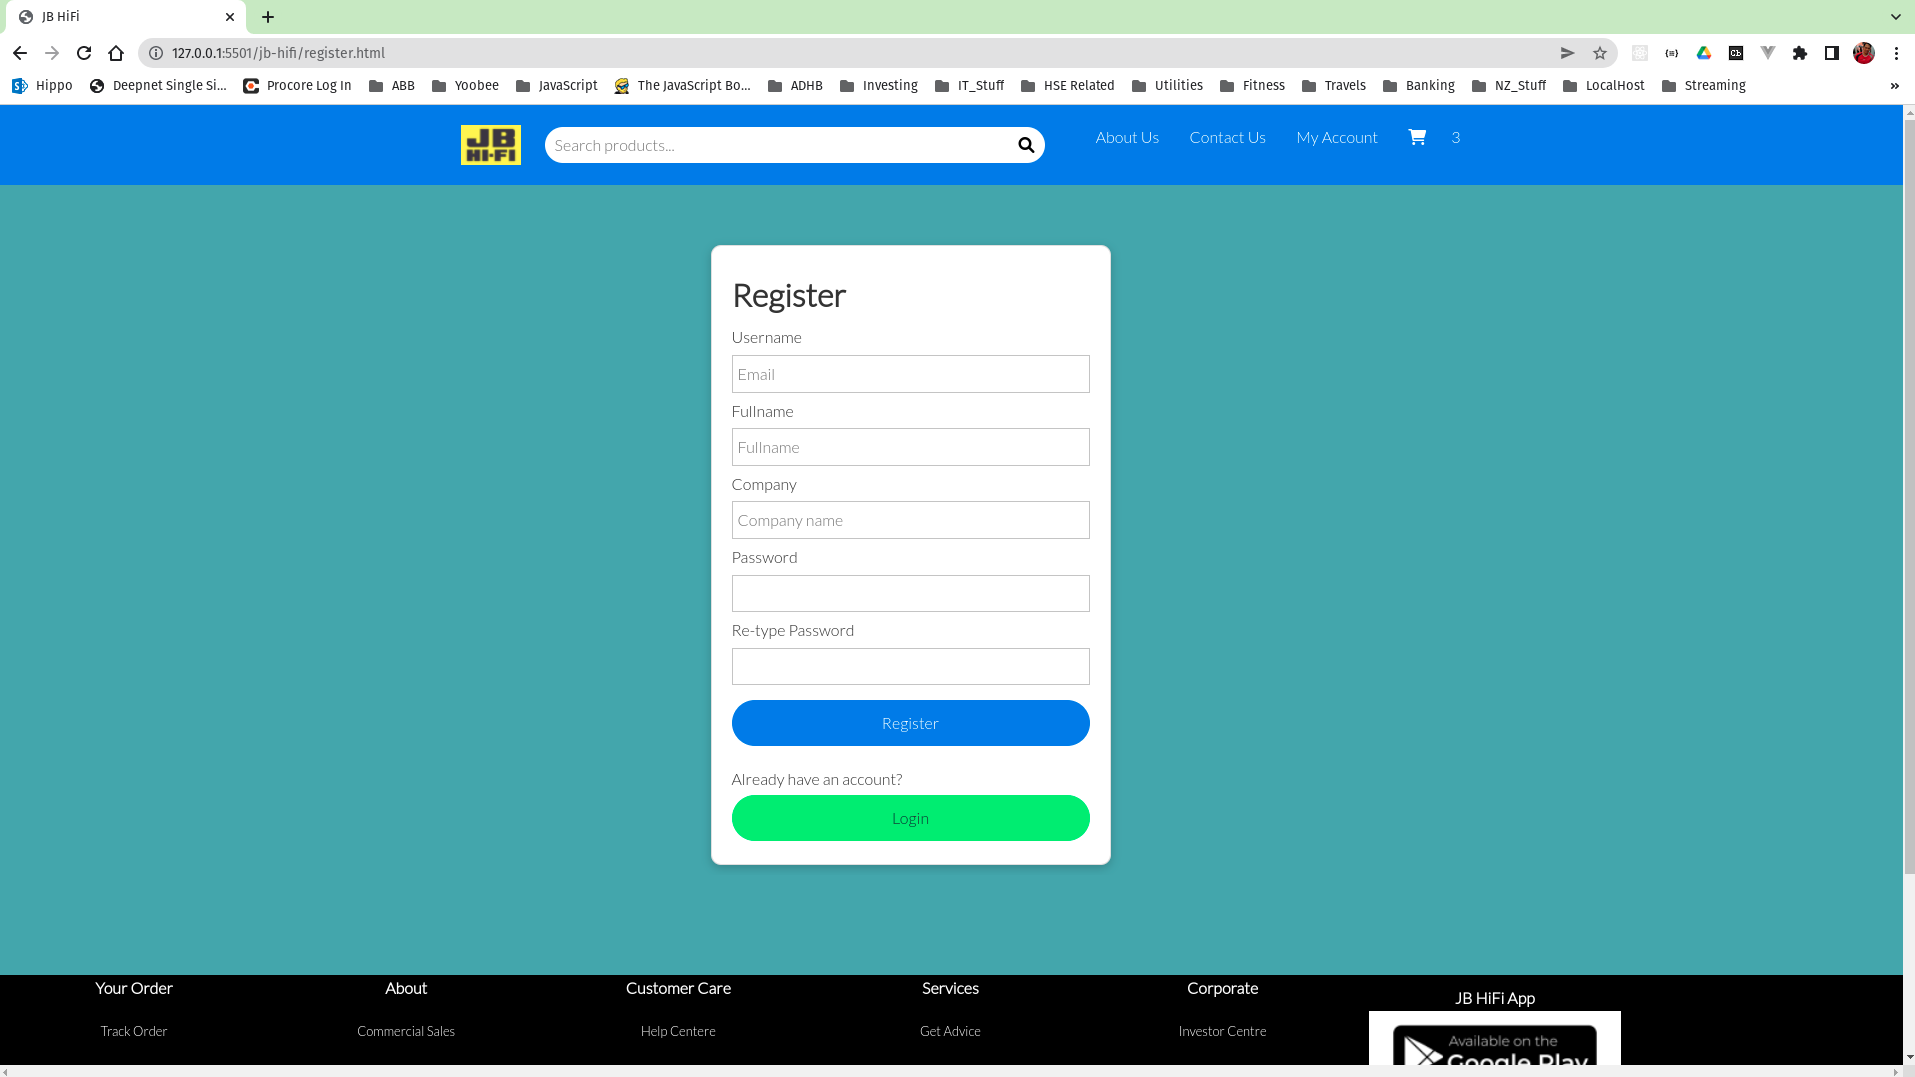 JB HiFi
127.0.0.1:5501/jb-hifi/register.html
Hippo Deepnet Single Si... Procore Log In ABB Yoobee JavaScript The JavaScript Bo... ADHB Investing IT_Stuff HSE Related Utilities Fitness Travels Banking NZ_Stuff LocalHost Streaming »
JB HI-FI Search products... About Us Contact Us My Account 3
Register
Username
Email
Fullname
Fullname
Company
Company name
Password
Re-type Password
Register
Already have an account?
Login
Your Order About Customer Care Services Corporate JB HiFi App
Track Order Commercial Sales Help Centere Get Advice Investor Centre
Available on the
Google Play